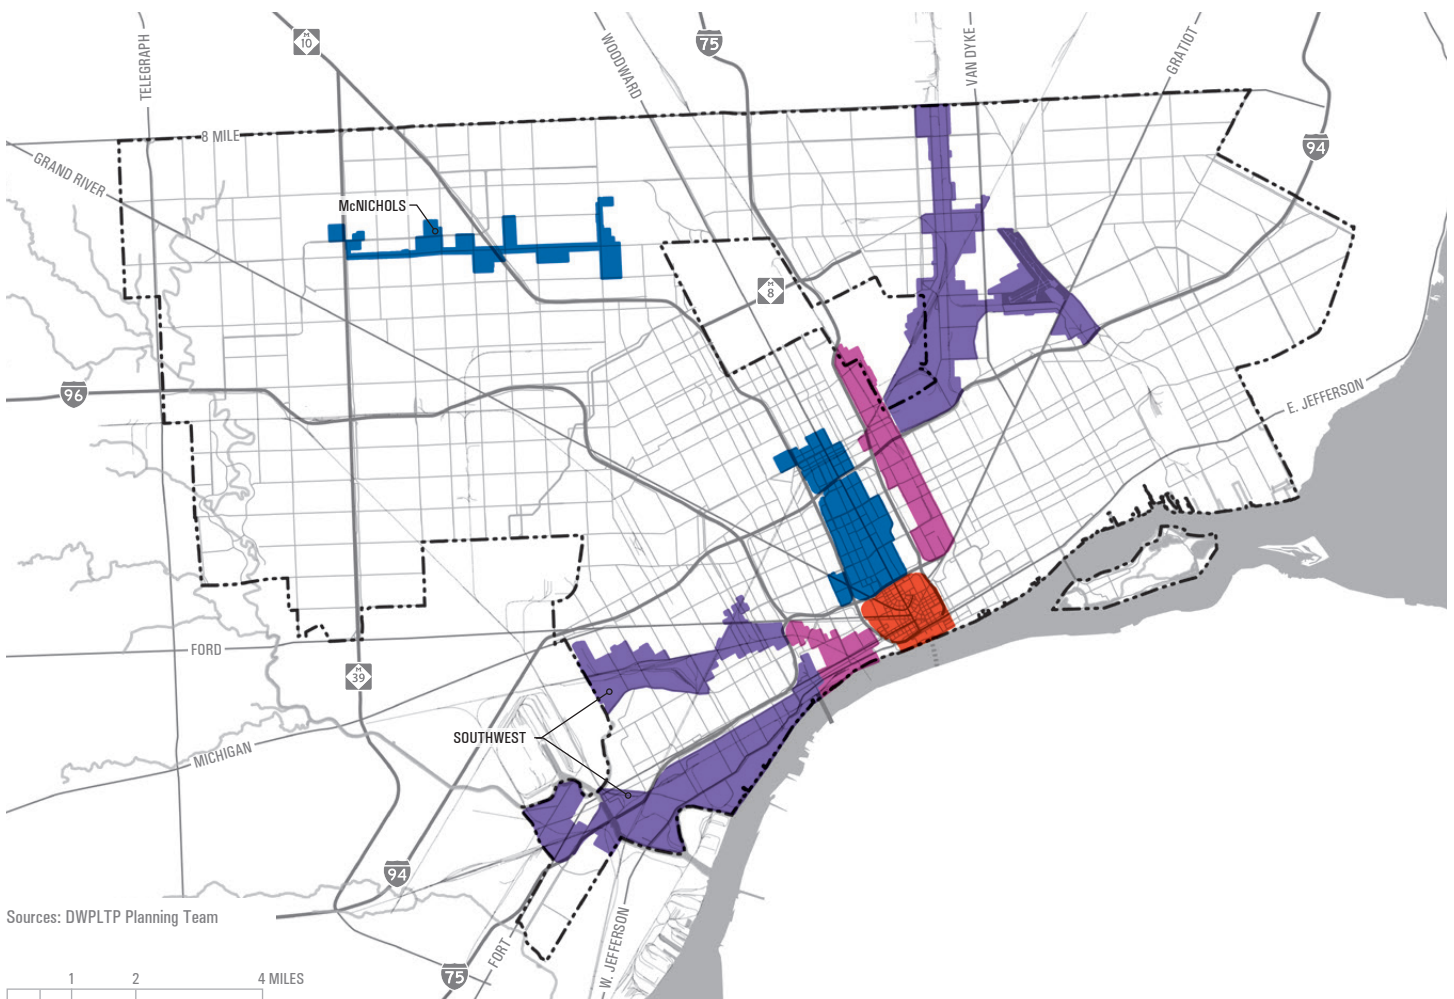 TELEGRAPH
M
10
WOODWARD
75
VAN DYKE
GRATIOT
8 MILE
94
GRAND RIVER
McNICHOLS
M
8
96
E. JEFFERSON
FORD
M
39
SOUTHWEST
MICHIGAN
94
Sources: DWPLTP Planning Team
FORT
W. JEFFERSON
75
1 2 4 MILES